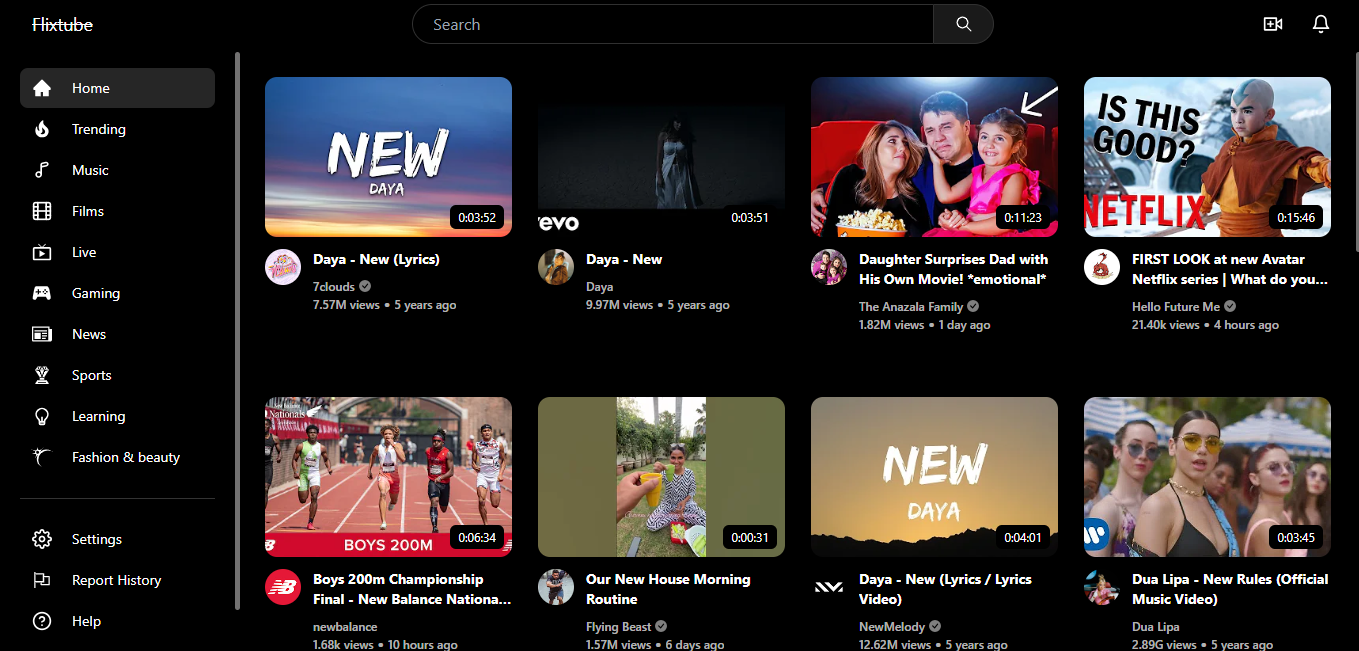 Flixtube
Search
Home
Trending
Music
Films
Live
Gaming
News
Sports
Learning
Fashion & beauty
Settings
Report History
Help
NEW
DAYA
0:03:52
Daya - New (Lyrics)
7clouds
7.57M views • 5 years ago
evo
0:03:51
Daya - New
Daya
9.97M views • 5 years ago
0:11:23
Daughter Surprises Dad with
His Own Movie! *emotional*
The Anazala Family
1.82M views • 1 day ago
IS THIS
GOOD?
NETFLIX
0:15:46
FIRST LOOK at new Avatar
Netflix series | What do you...
Hello Future Me
21.40k views • 4 hours ago
Nationals
BOYS 200M
0:06:34
Boys 200m Championship
Final - New Balance Nationa...
newbalance
1.68k views • 10 hours ago
0:00:31
Our New House Morning
Routine
Flying Beast
1.57M views • 6 days ago
NEW
DAYA
0:04:01
Daya - New (Lyrics / Lyrics
Video)
NewMelody
12.62M views • 5 years ago
0:03:45
Dua Lipa - New Rules (Official
Music Video)
Dua Lipa
2.89G views • 5 years ago